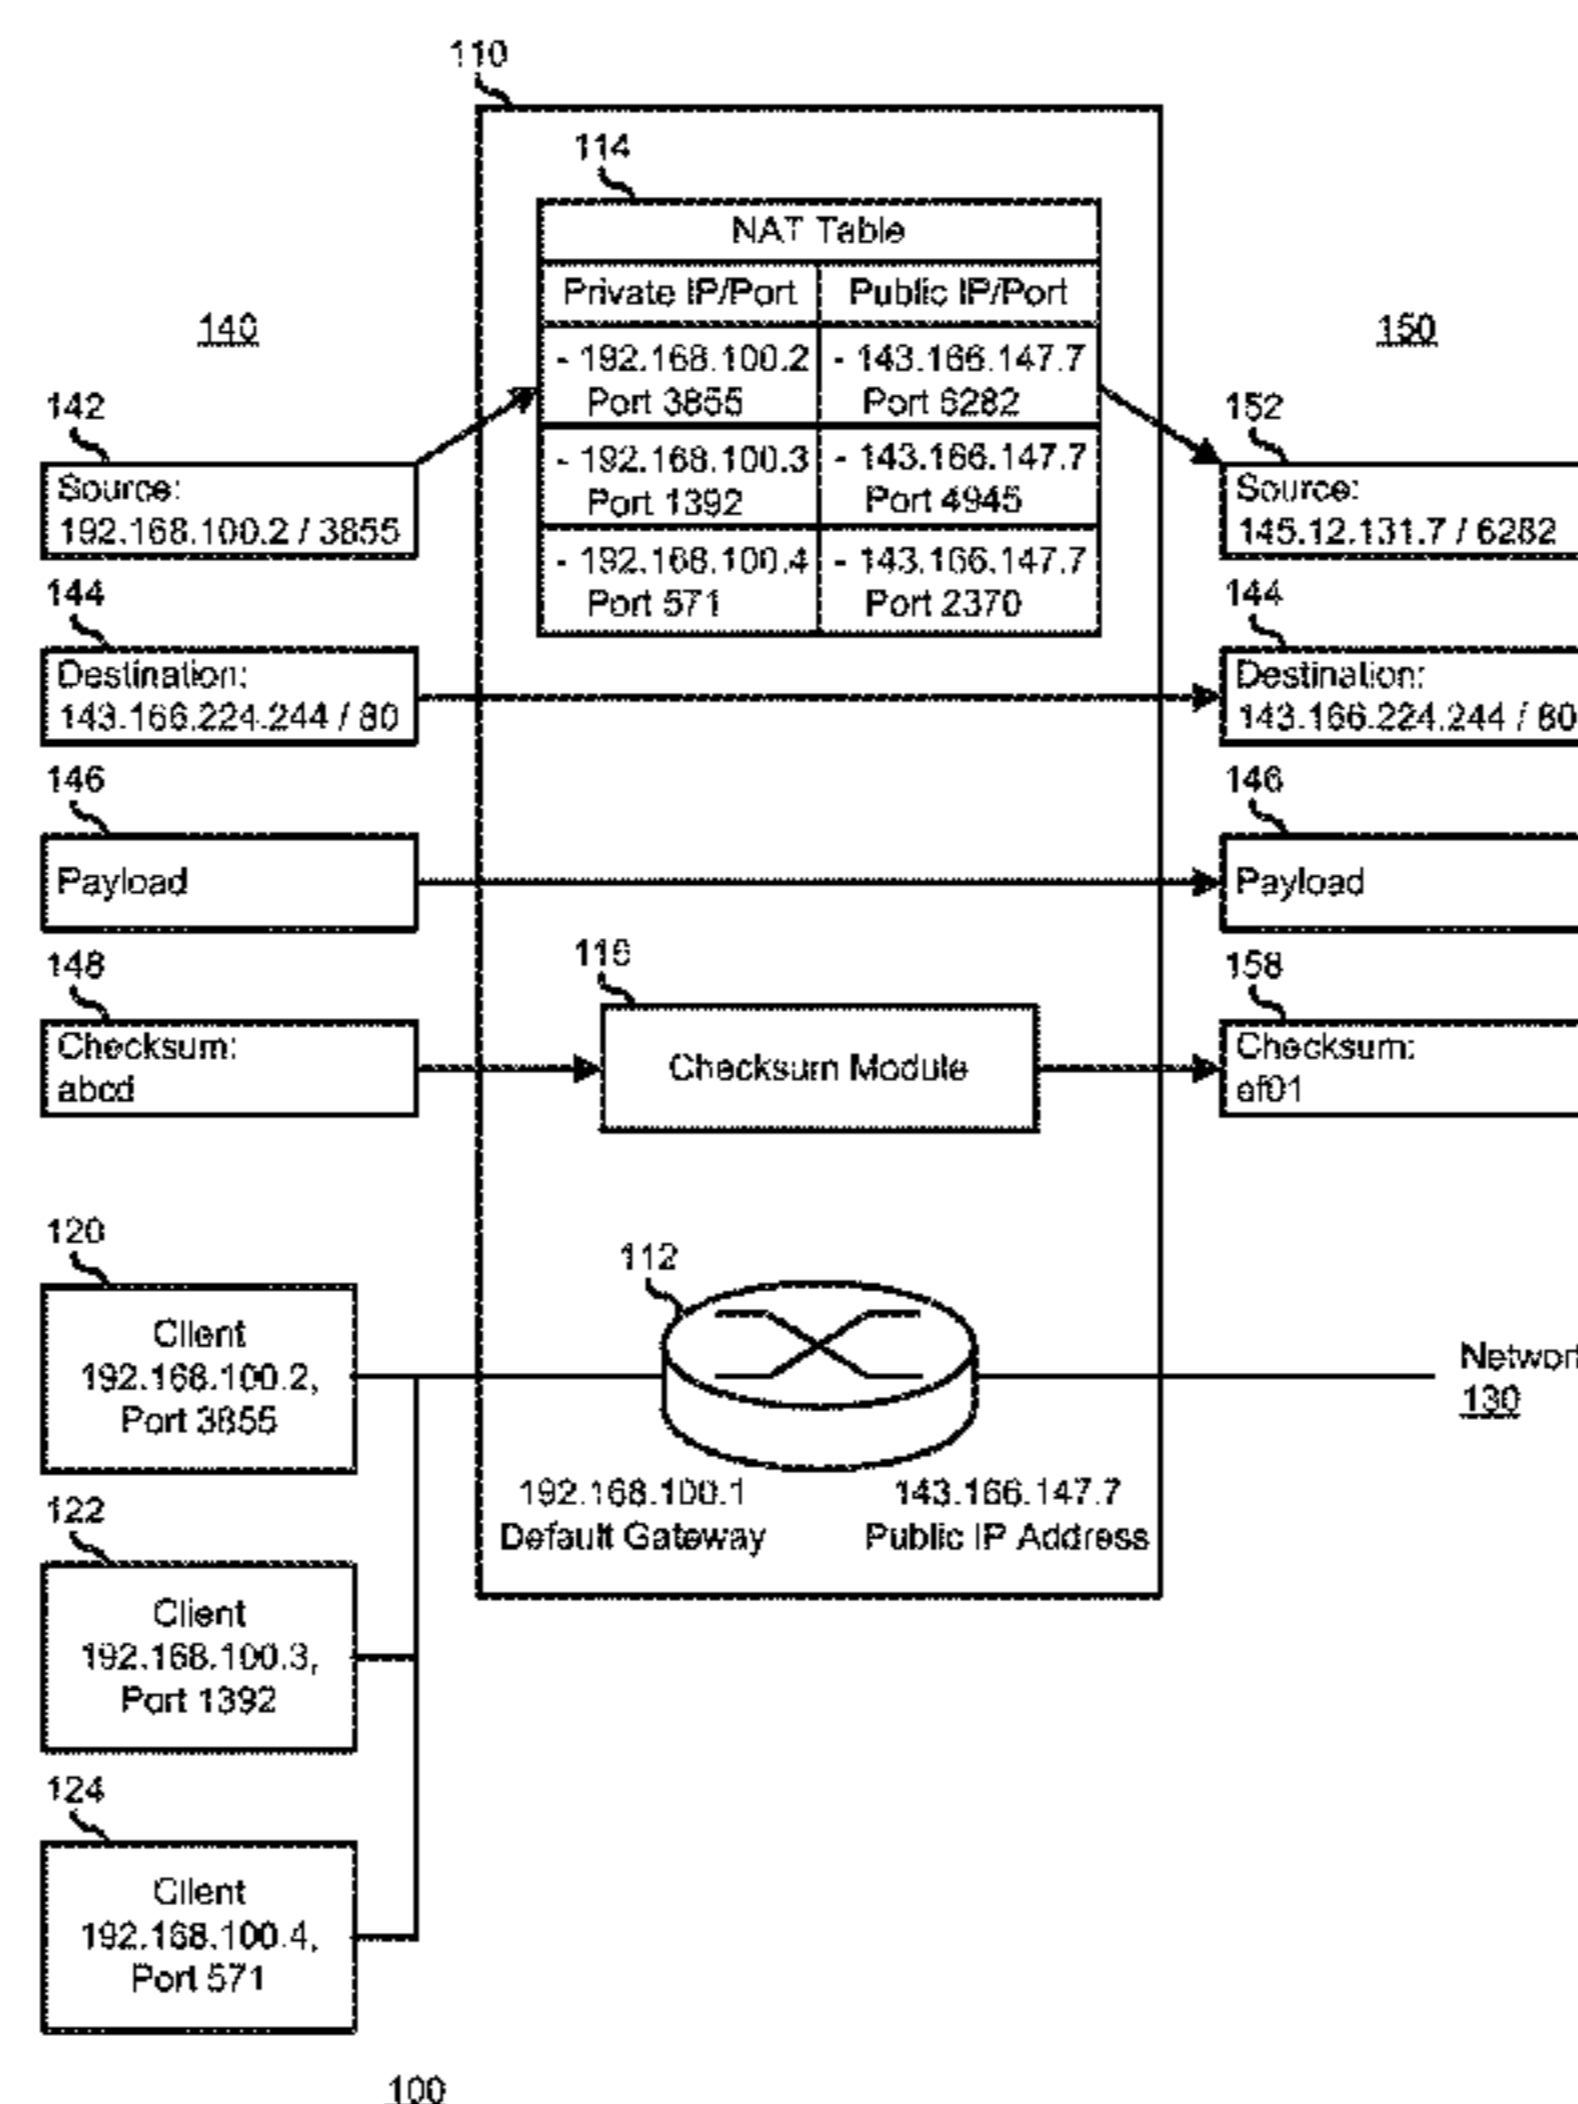 110
114
NAT Table
Private IP/Port Public IP/Port
- 192.168.100.2 - 143.166.147.7
Port 3855 Port 6282
- 192.168.100.3 - 143.166.147.7
Port 1392 Port 4945
- 192.168.100.4 - 143.166.147.7
Port 571 Port 2370
140
150
142
Source:
192.168.100.2 / 3855
152
Source:
145.12.131.7 / 6282
144
Destination:
143.166.224.244 / 80
144
Destination:
143.166.224.244 / 80
146
Payload
146
Payload
148
Checksum:
abcd
116
Checksum Module
158
Checksum:
ef01
120
Client
192.168.100.2,
Port 3855
112
192.168.100.1 143.166.147.7
Default Gateway Public IP Address
Networ
130
122
Client
192.168.100.3,
Port 1392
124
Client
192.168.100.4,
Port 571
100